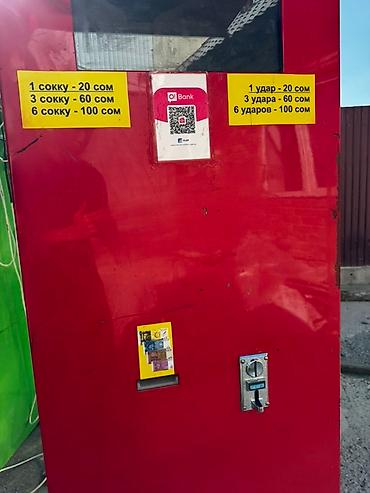 1 сокку - 20 сом
3 сокку - 60 сом
6 сокку - 100 сом
O! Bank
1 удар - 20 сом
3 удара - 60 сом
6 ударов - 100 сом